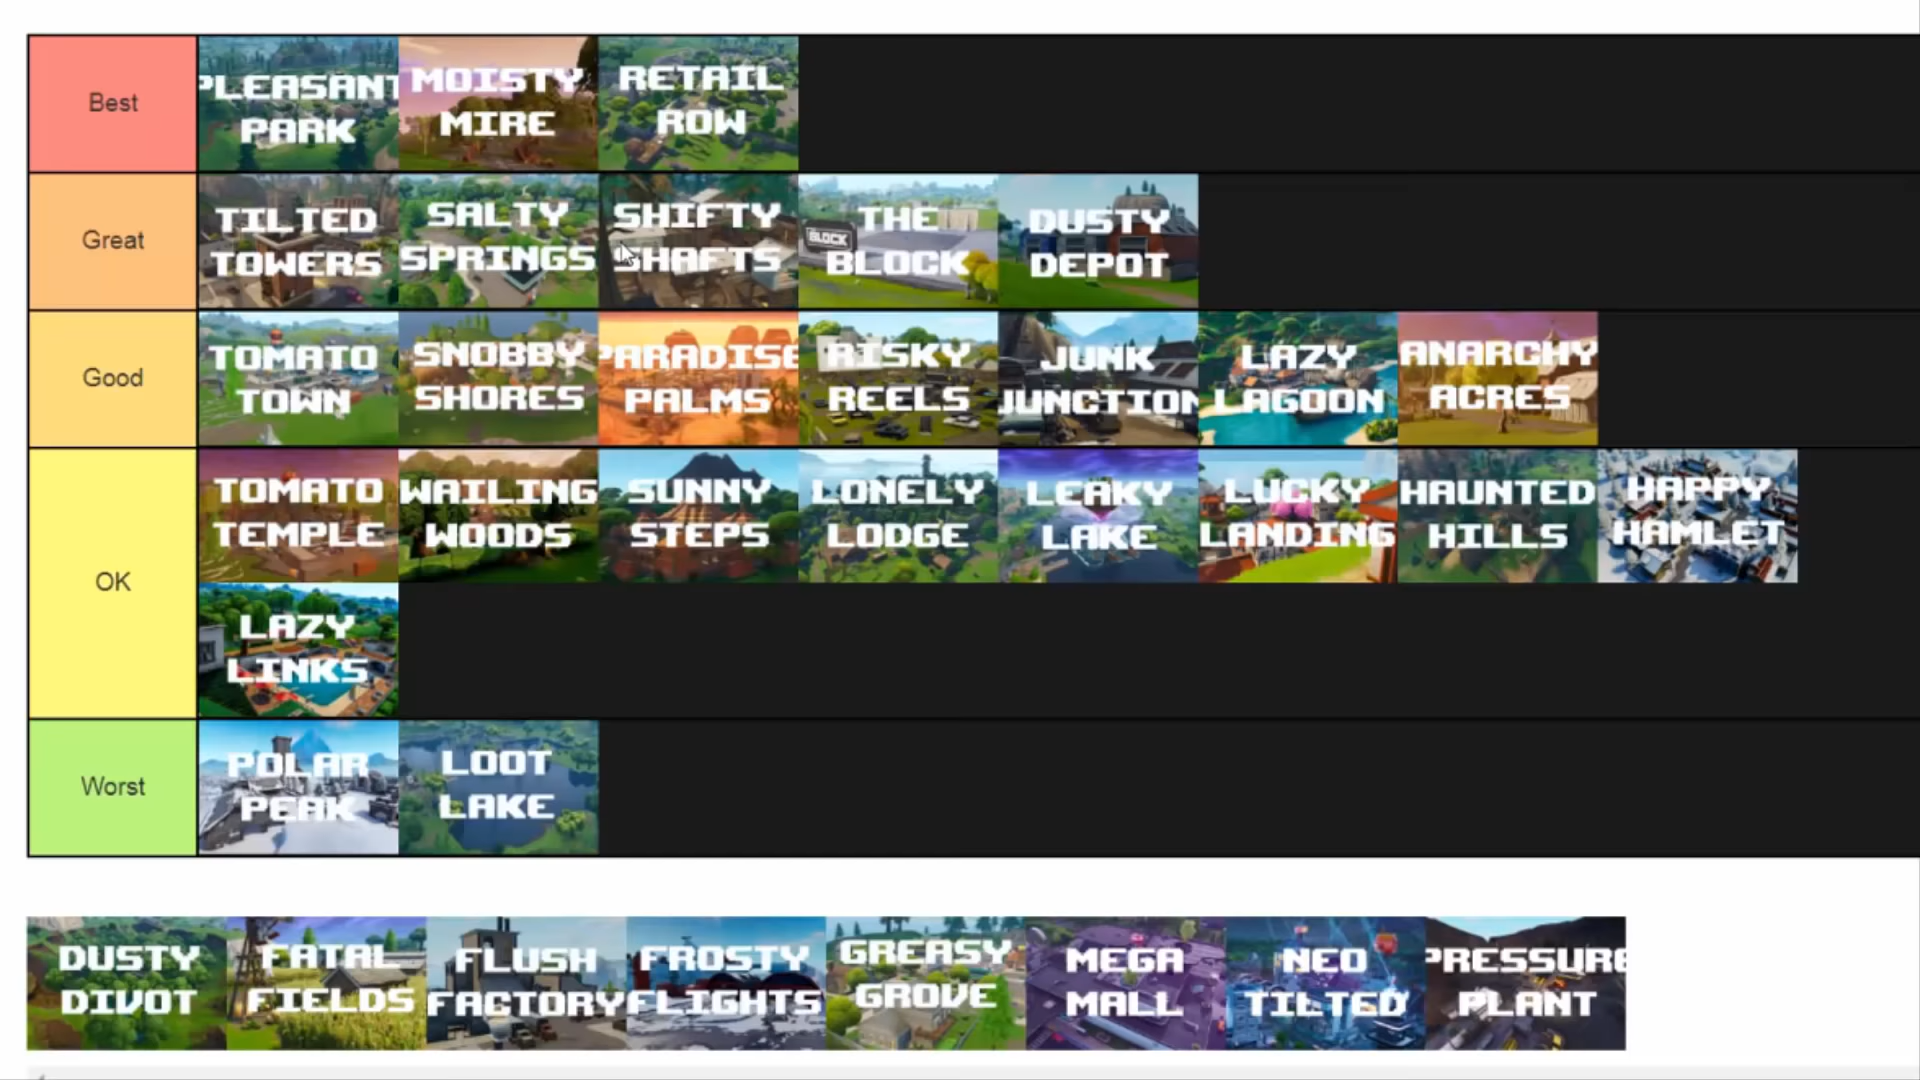 Best
PLEASANT
PARK
MOISTY
MIRE
RETAIL
ROW
Great
TILTED
TOWERS
SALTY
SPRINGS
SHIFTY
SHAFTS
THE
BLOCK
BLOCK
DUSTY
DEPOT
Good
TOMATO
TOWN
SNOBBY
SHORES
PARADISE
PALMS
RISKY
REELS
JUNK
JUNCTION
LAZY
LAGOON
ANARCHY
ACRES
OK
TOMATO
TEMPLE
WAILING
WOODS
SUNNY
STEPS
LONELY
LODGE
LEAKY
LAKE
LUCKY
LANDING
HAUNTED
HILLS
HAPPY
HAMLET
LAZY
LINKS
Worst
POLAR
PEAK
LOOT
LAKE
DUSTY
DIVOT
FATAL
FIELDS
FLUSH
FACTORY
FROSTY
FLIGHTS
GREASY
GROVE
MEGA
MALL
NEO
TILTED
PRESSURE
PLANT